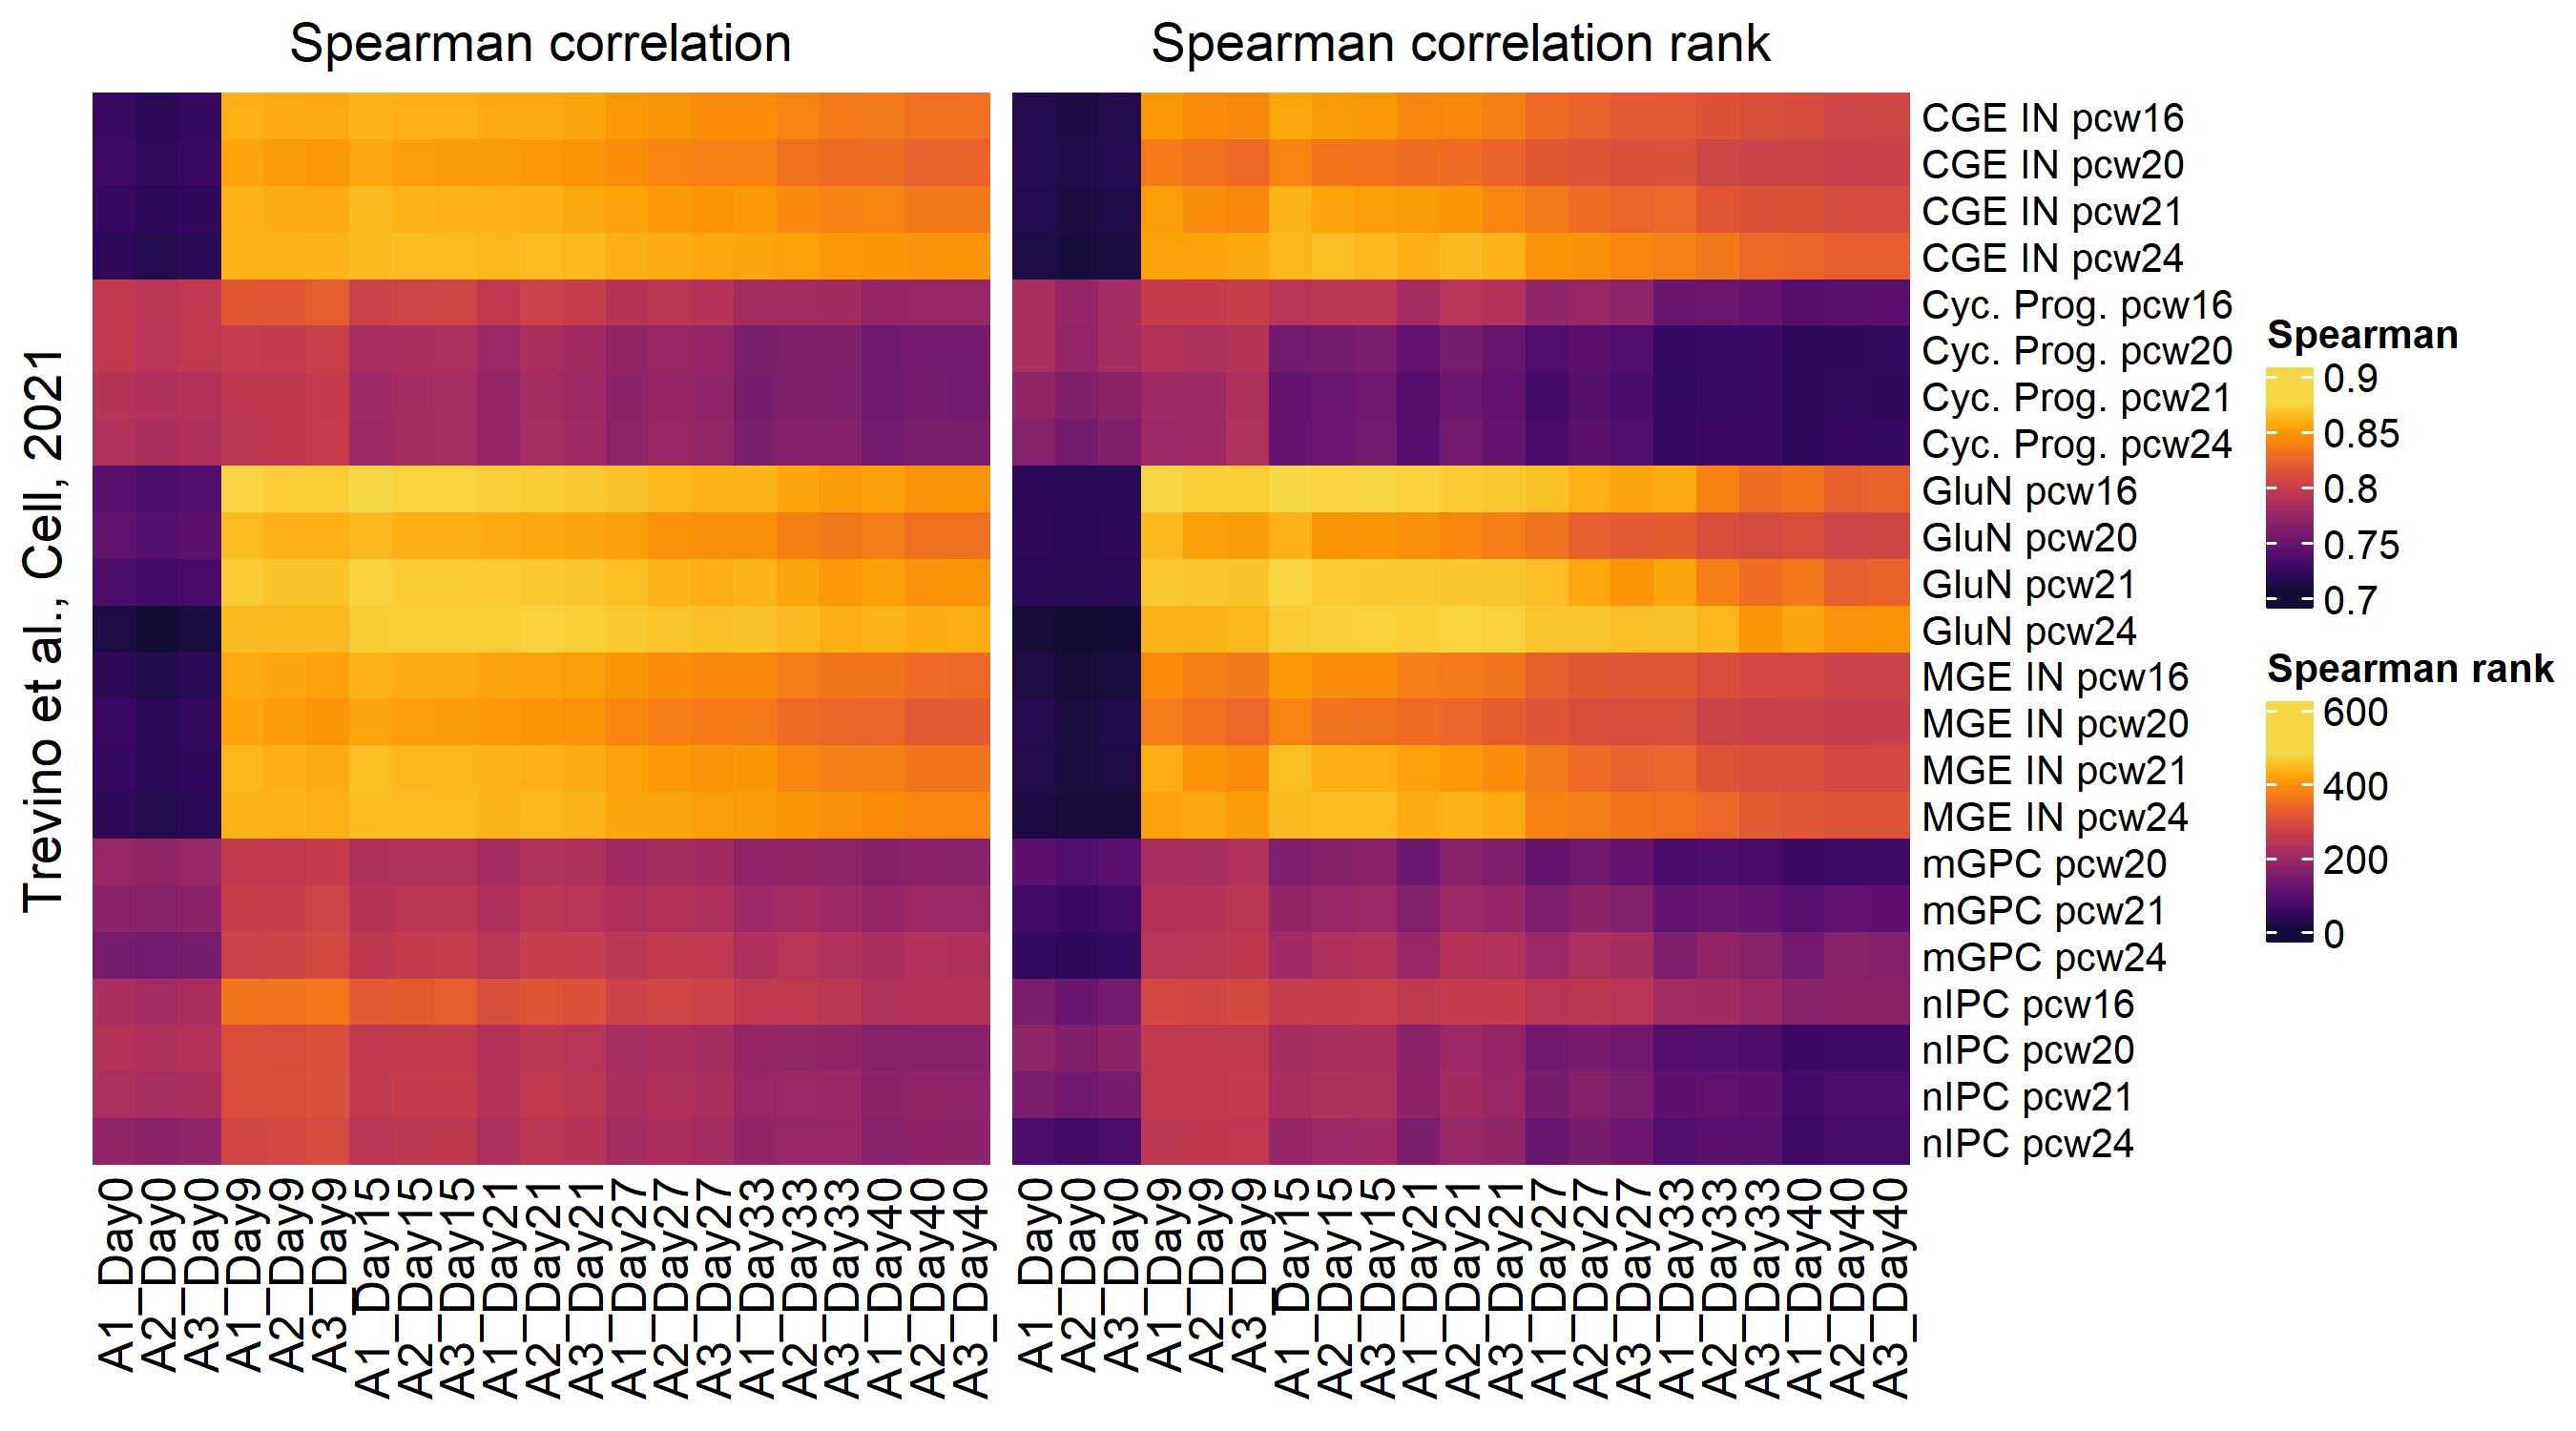 Spearman correlation
Spearman correlation rank
Trevino et al., Cell, 2021
CGE IN pcw16
CGE IN pcw20
CGE IN pcw21
CGE IN pcw24
Cyc. Prog. pcw16
Cyc. Prog. pcw20
Cyc. Prog. pcw21
Cyc. Prog. pcw24
GluN pcw16
GluN pcw20
GluN pcw21
GluN pcw24
MGE IN pcw16
MGE IN pcw20
MGE IN pcw21
MGE IN pcw24
mGPC pcw20
mGPC pcw21
mGPC pcw24
nIPC pcw16
nIPC pcw20
nIPC pcw21
nIPC pcw24
Spearman
0.9
0.85
0.8
0.75
0.7
Spearman rank
600
400
200
0
A1_Day0
A2_Day0
A3_Day0
A1_Day9
A2_Day9
A3_Day9
A1_Day15
A2_Day15
A3_Day15
A1_Day21
A2_Day21
A3_Day21
A1_Day27
A2_Day27
A3_Day27
A1_Day33
A2_Day33
A3_Day33
A1_Day40
A2_Day40
A3_Day40
A1_Day0
A2_Day0
A3_Day0
A1_Day9
A2_Day9
A3_Day9
A1_Day15
A2_Day15
A3_Day15
A1_Day21
A2_Day21
A3_Day21
A1_Day27
A2_Day27
A3_Day27
A1_Day33
A2_Day33
A3_Day33
A1_Day40
A2_Day40
A3_Day40